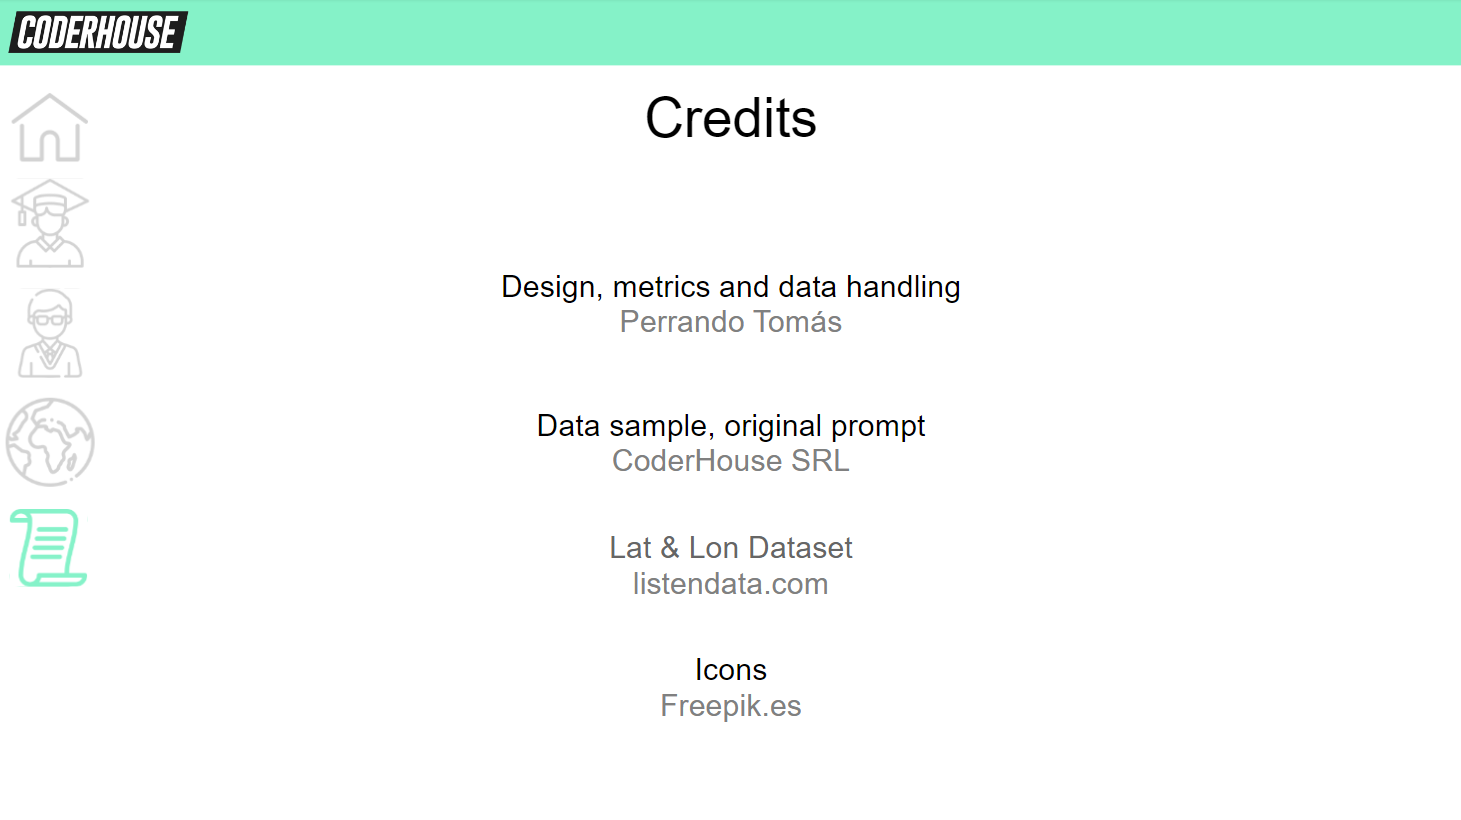 CODERHOUSE
Credits
Design, metrics and data handling
Perrando Tomás
Data sample, original prompt
CoderHouse SRL
Lat & Lon Dataset
listendata.com
Icons
Freepik.es